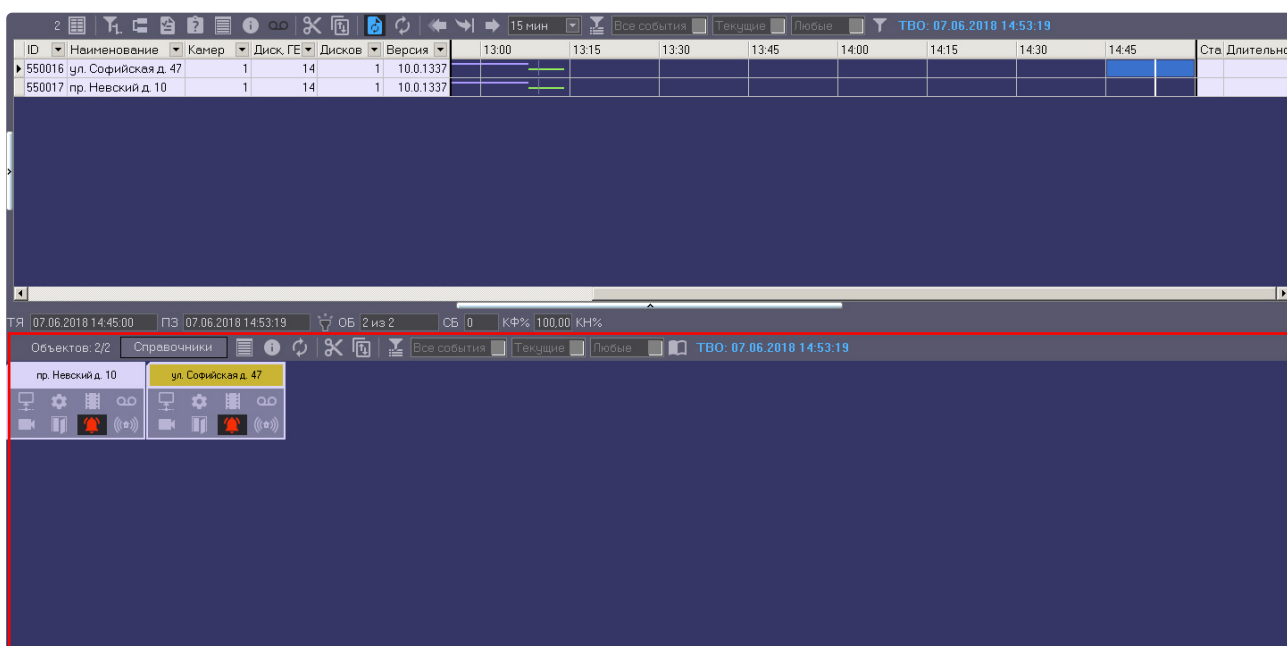 2 15 мин Все события Текущие Любые ТВО: 07.06.2018 14:53:19
ID Наименование Камер Диск, ГБ Дисков Версия 13:00 13:15 13:30 13:45 14:00 14:15 14:30 14:45 Ста Длительно
550016 ул. Софийская д. 47 1 14 1 10.0.1337
550017 пр. Невский д. 10 1 14 1 10.0.1337
ТЯ 07.06.2018 14:45:00 ПЗ 07.06.2018 14:53:19 ОБ 2 из 2 СБ 0 КФ% 100,00 КН%
Объектов: 2/2 Справочники Все события Текущие Любые ТВО: 07.06.2018 14:53:19
пр. Невский д. 10 ул. Софийская д. 47